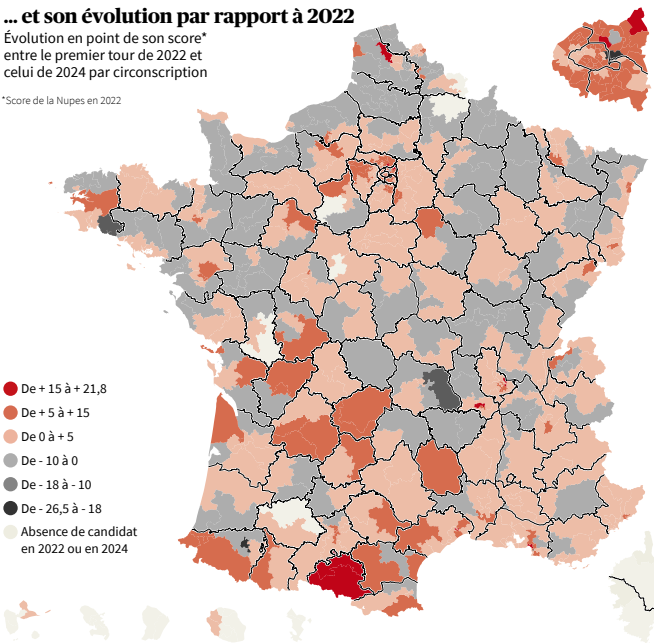 ... et son évolution par rapport à 2022
Évolution en point de son score*
entre le premier tour de 2022 et
celui de 2024 par circonscription
*Score de la Nupes en 2022
De + 15 à + 21,8
De + 5 à + 15
De 0 à + 5
De - 10 à 0
De - 18 à - 10
De - 26,5 à - 18
Absence de candidat
en 2022 ou en 2024